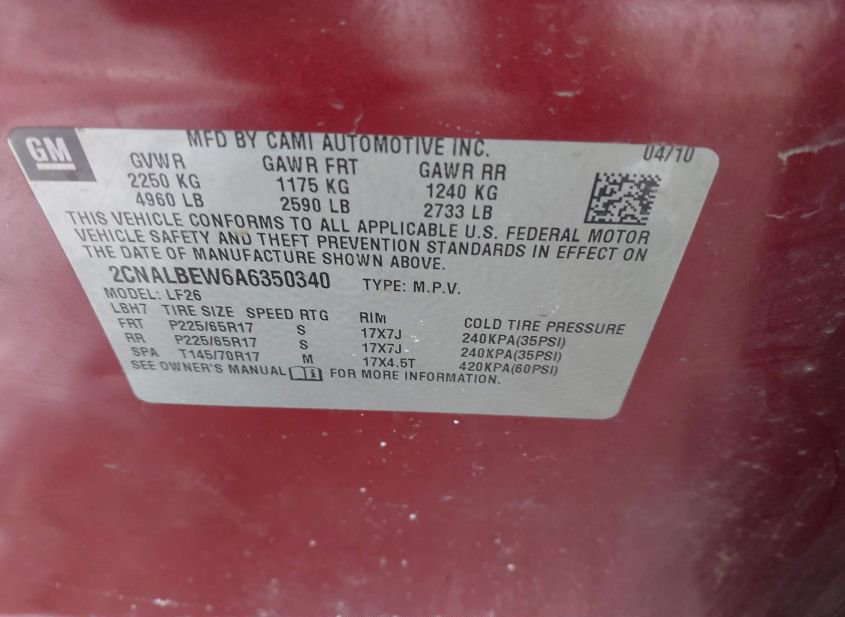 GM
MFD BY CAMI AUTOMOTIVE INC.
04/10
GVWR GAWR FRT GAWR RR
2250 KG 1175 KG 1240 KG
4960 LB 2590 LB 2733 LB
THIS VEHICLE CONFORMS TO ALL APPLICABLE U.S. FEDERAL MOTOR
VEHICLE SAFETY AND THEFT PREVENTION STANDARDS IN EFFECT ON
THE DATE OF MANUFACTURE SHOWN ABOVE.
2CNALBEW6A6350340 TYPE: M.P.V.
MODEL: LF26
LBH7 TIRE SIZE SPEED RTG RIM COLD TIRE PRESSURE
FRT P225/65R17 S 17X7J 240KPA(35PSI)
RR P225/65R17 S 17X7J 240KPA(35PSI)
SPA T145/70R17 M 17X4.5T 420KPA(60PSI)
SEE OWNER'S MANUAL FOR MORE INFORMATION.